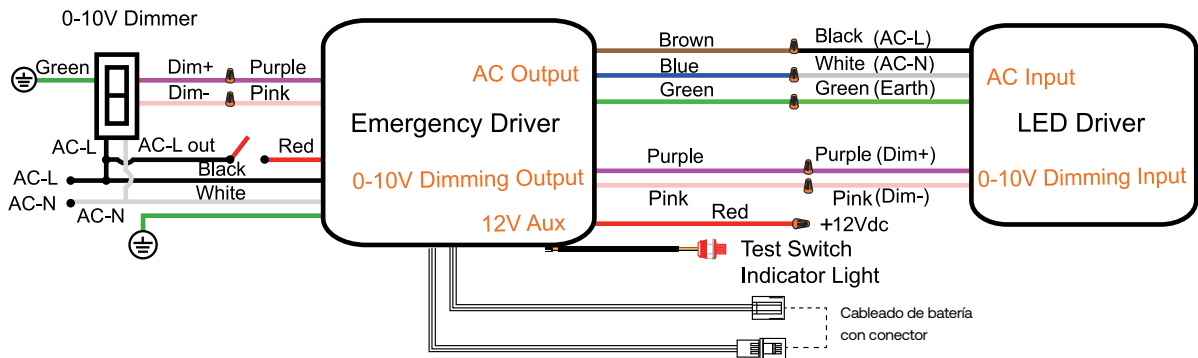 0-10V Dimmer
Green
Dim+
Purple
Dim-
Pink
AC-L
AC-L out
Red
AC-L
Black
AC-N
AC-N
White
Emergency Driver
AC Output
0-10V Dimming Output
12V Aux
Brown
Black (AC-L)
Blue
White (AC-N)
Green
Green (Earth)
Purple
Purple (Dim+)
Pink
Pink (Dim-)
Red
+12Vdc
AC Input
LED Driver
0-10V Dimming Input
Test Switch
Indicator Light
Cableado de batería
con conector